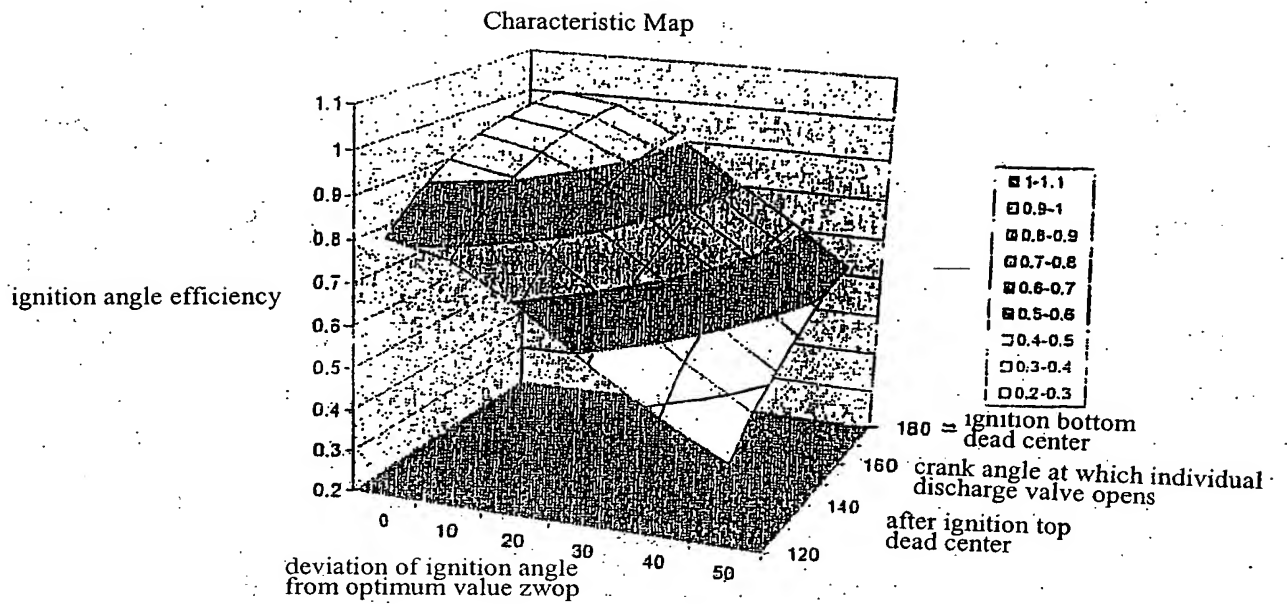 Characteristic Map
1.1
1
0.9
0.8
0.7
0.6
0.5
0.4
0.3
0.2
ignition angle efficiency
0
10
20
30
40
50
deviation of ignition angle
from optimum value zwop
120
140
160
180 = ignition bottom
dead center
crank angle at which individual
discharge valve opens
after ignition top
dead center
1-1.1
0.9-1
0.8-0.9
0.7-0.8
0.6-0.7
0.5-0.6
0.4-0.5
0.3-0.4
0.2-0.3